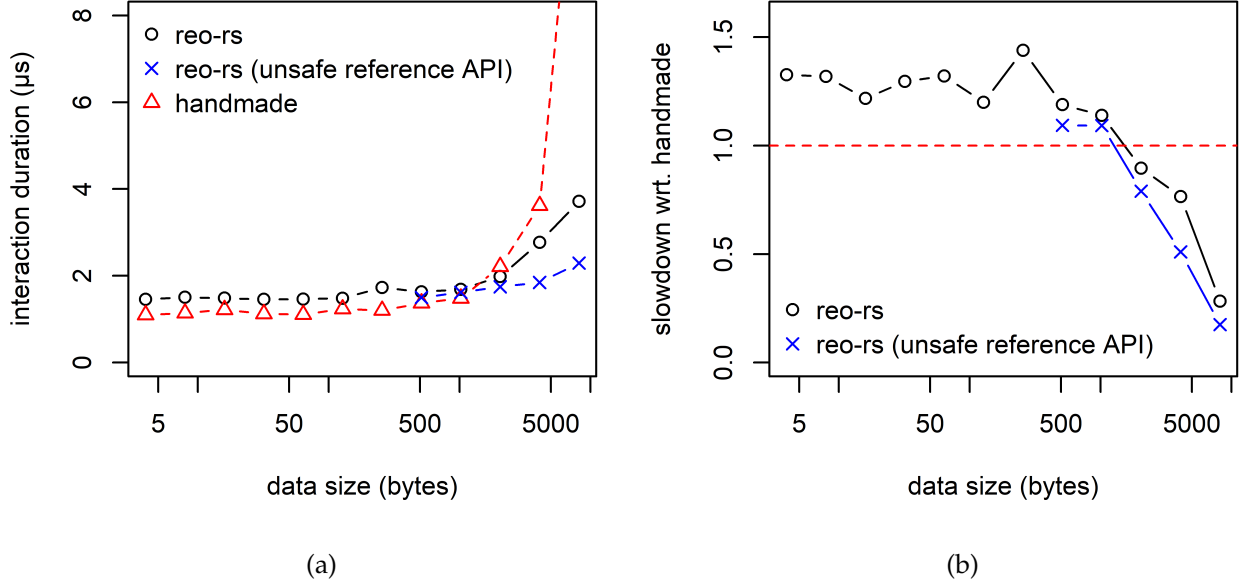 interaction duration (µs)
0
2
4
6
8
reo-rs
reo-rs (unsafe reference API)
handmade
5
50
500
5000
data size (bytes)
(a)
slowdown wrt. handmade
0.0
0.5
1.0
1.5
reo-rs
reo-rs (unsafe reference API)
5
50
500
5000
data size (bytes)
(b)